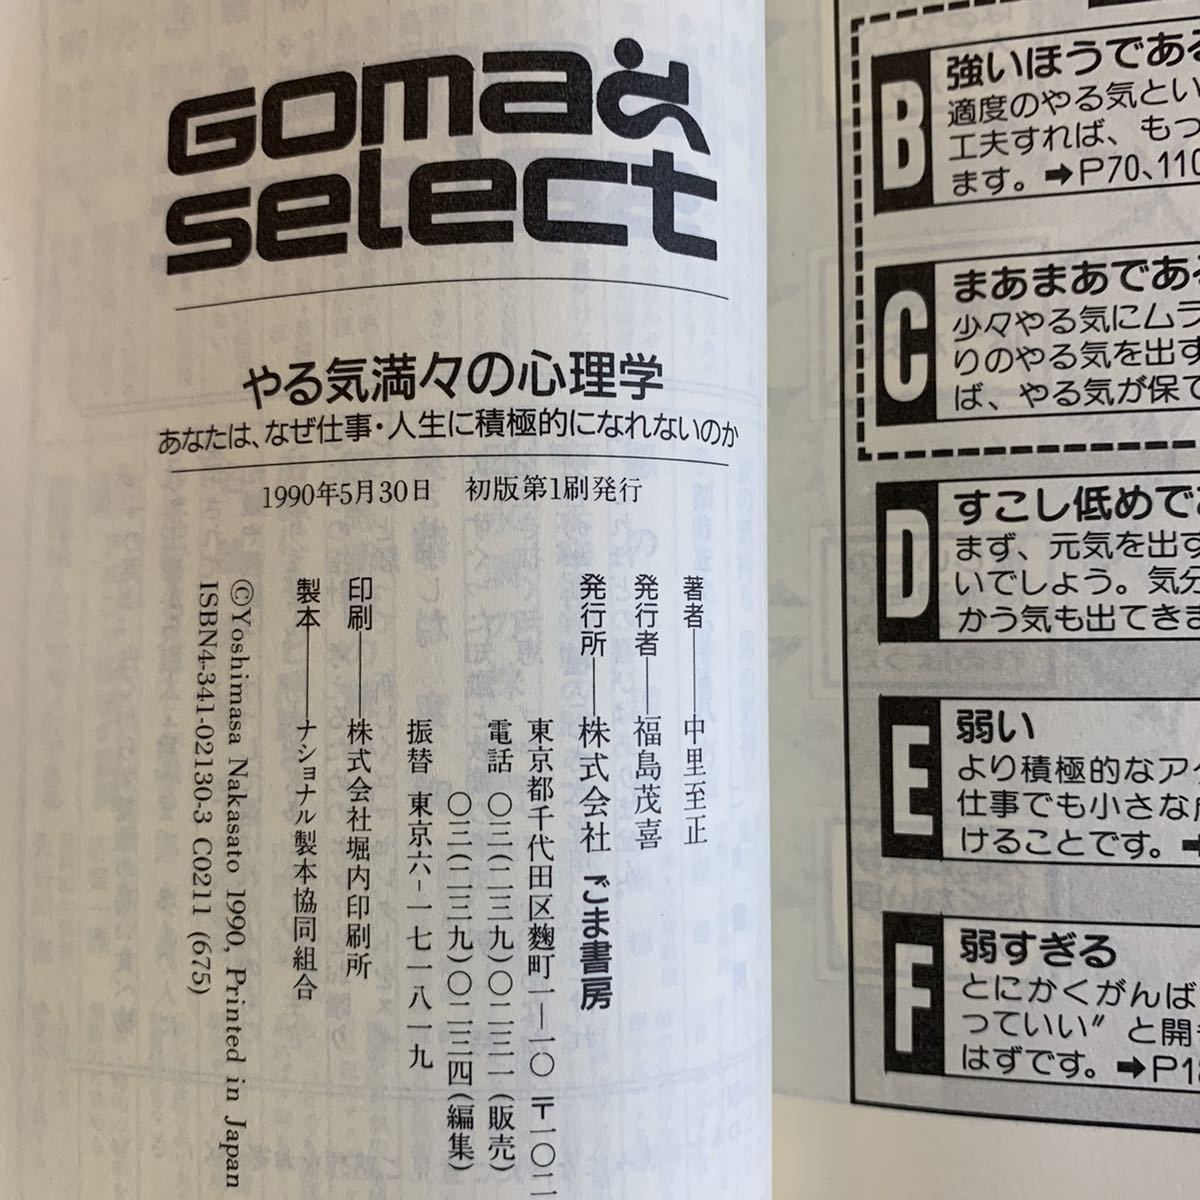 GOMA
select
やる気満々の心理学
あなたは、なぜ仕事・人生に積極的になれないのか
1990年5月30日　初版第1刷発行
著者――中里至正
発行者――福島茂喜
発行所――株式会社 ごま書房
東京都千代田区麴町一―一〇 〒一〇二
電話 〇三(二三九)〇二三一(販売)
〇三(二三九)〇二三四(編集)
振替 東京六－一七一八一九
印刷――株式会社堀内印刷所
製本――ナショナル製本協同組合
©Yoshimasa Nakasato 1990, Printed in Japan
ISBN4-341-02130-3 C0211 (675)
B
強いほうである
適度のやる気とい
工夫すれば、もつ
ます。➡P70、110
C
まあまあである
少々やる気にムラ
りのやる気を出す
ば、やる気が保て
D
すこし低めで
まず、元気を出す
いでしょう。気分
かう気も出てきま
E
弱い
より積極的なアイ
仕事でも小さな
けることです。➡
F
弱すぎる
とにかくがんば
っていい〟と開き
はずです。➡P18